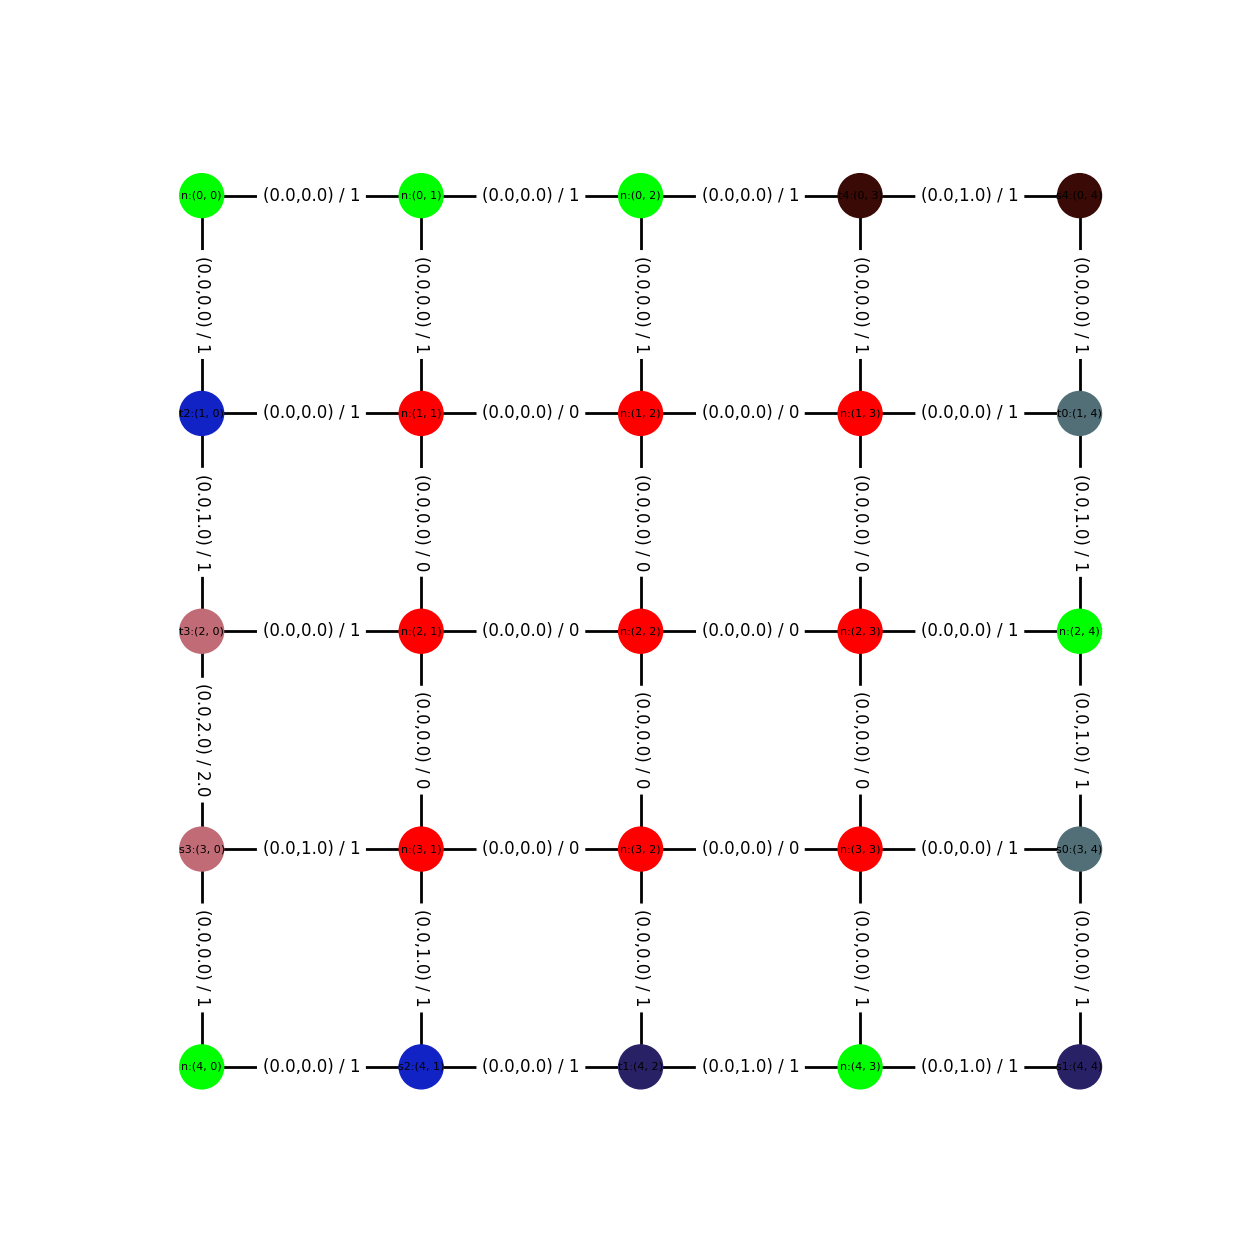 n:(0, 0) (0.0,0.0) / 1 n:(0, 1) (0.0,0.0) / 1 n:(0, 2) (0.0,0.0) / 1 t4:(0, 3) (0.0,1.0) / 1 s4:(0, 4)
(0.0,0.0) / 1 (0.0,0.0) / 1 (0.0,0.0) / 1 (0.0,0.0) / 1 (0.0,0.0) / 1
t2:(1, 0) (0.0,0.0) / 1 n:(1, 1) (0.0,0.0) / 0 n:(1, 2) (0.0,0.0) / 0 n:(1, 3) (0.0,0.0) / 1 t0:(1, 4)
(0.0,1.0) / 1 (0.0,0.0) / 0 (0.0,0.0) / 0 (0.0,0.0) / 0 (0.0,1.0) / 1
t3:(2, 0) (0.0,0.0) / 1 n:(2, 1) (0.0,0.0) / 0 n:(2, 2) (0.0,0.0) / 0 n:(2, 3) (0.0,0.0) / 1 n:(2, 4)
(0.0,2.0) / 2.0 (0.0,0.0) / 0 (0.0,0.0) / 0 (0.0,0.0) / 0 (0.0,1.0) / 1
s3:(3, 0) (0.0,1.0) / 1 n:(3, 1) (0.0,0.0) / 0 n:(3, 2) (0.0,0.0) / 0 n:(3, 3) (0.0,0.0) / 1 s0:(3, 4)
(0.0,0.0) / 1 (0.0,1.0) / 1 (0.0,0.0) / 1 (0.0,0.0) / 1 (0.0,0.0) / 1
n:(4, 0) (0.0,0.0) / 1 s2:(4, 1) (0.0,0.0) / 1 t1:(4, 2) (0.0,1.0) / 1 n:(4, 3) (0.0,1.0) / 1 s1:(4, 4)